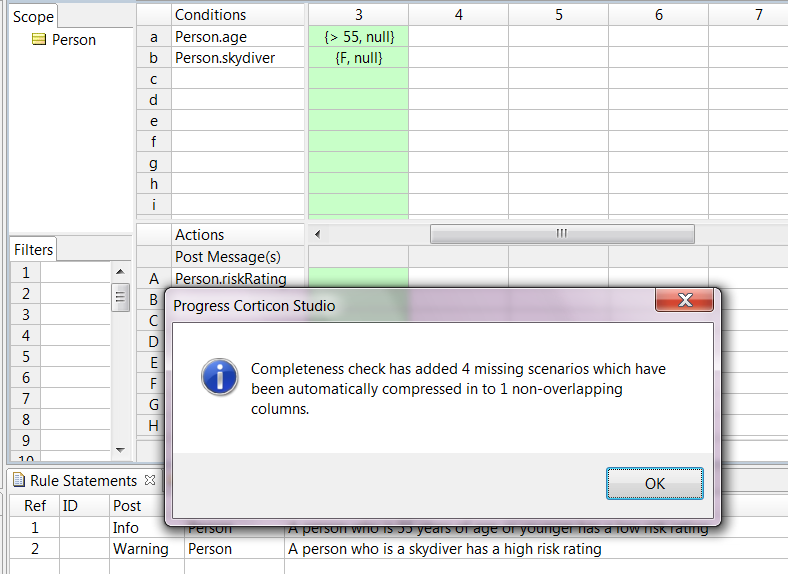 Scope
Person
Conditions 3 4 5 6 7
a Person.age {> 55, null}
b Person.skydiver {F, null}
c
d
e
f
g
h
i
Filters
1
2
3
4
5
6
7
8
9
10
Actions
Post Message(s)
A Person.riskRating
B
C
D
E
F
G
H
Progress Corticon Studio
Completeness check has added 4 missing scenarios which have
been automatically compressed in to 1 non-overlapping
columns.
OK
Rule Statements
Ref ID Post
1 Info Person A person who is 55 years of age or younger has a low risk rating
2 Warning Person A person who is a skydiver has a high risk rating